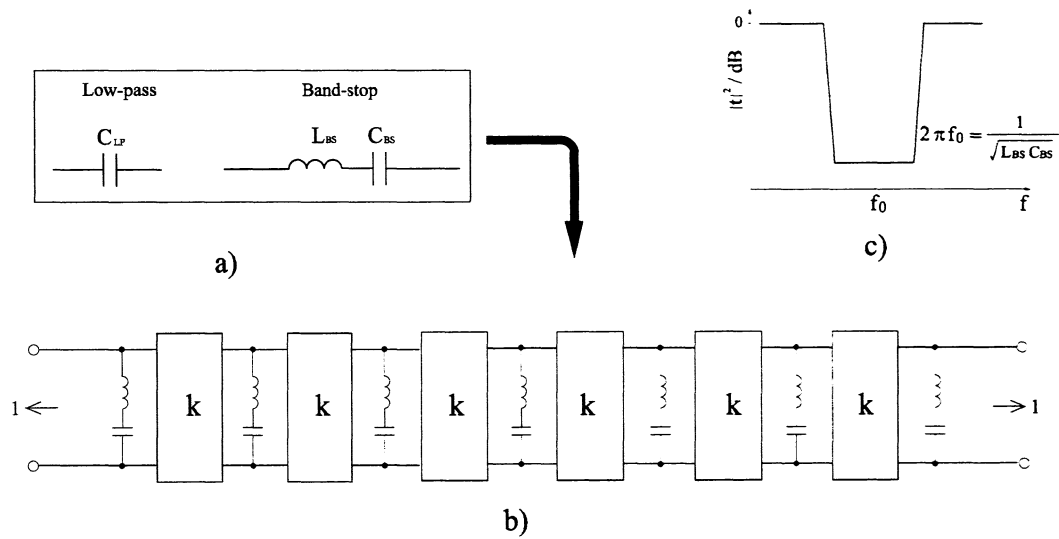 Low-pass
Band-stop
C_LP
L_BS
C_BS
a)
0
|t|² / dB
2 π f₀ = 1 / √(L_BS C_BS)
f₀
f
c)
1
k k k k k k
1
b)